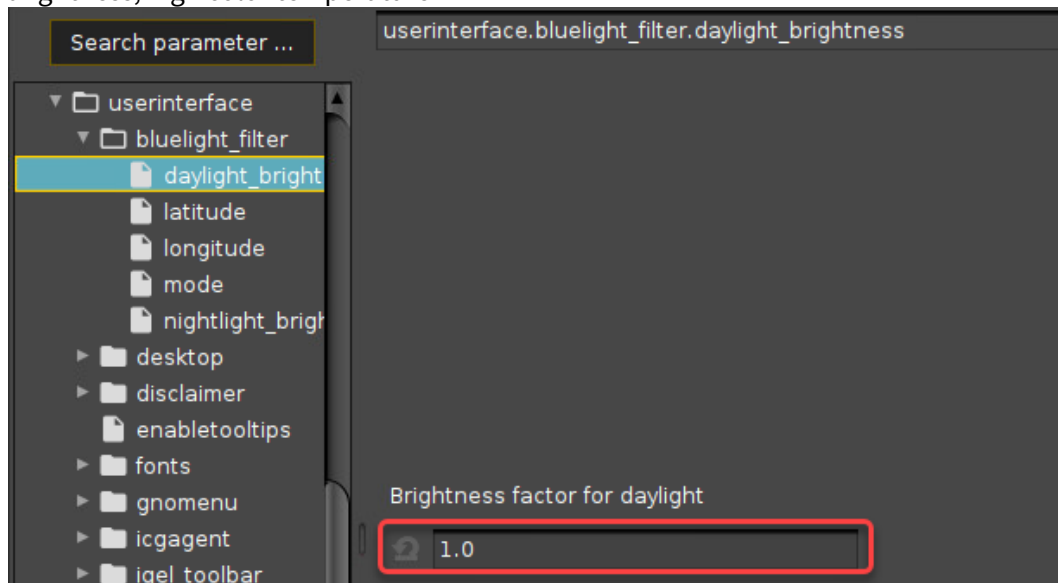 Search parameter ...
userinterface.bluelight_filter.daylight_brightness
userinterface
bluelight_filter
daylight_bright
latitude
longitude
mode
nightlight_brigh
desktop
disclaimer
enabletooltips
fonts
gnomenu
icgagent
igel_toolbar
Brightness factor for daylight
1.0